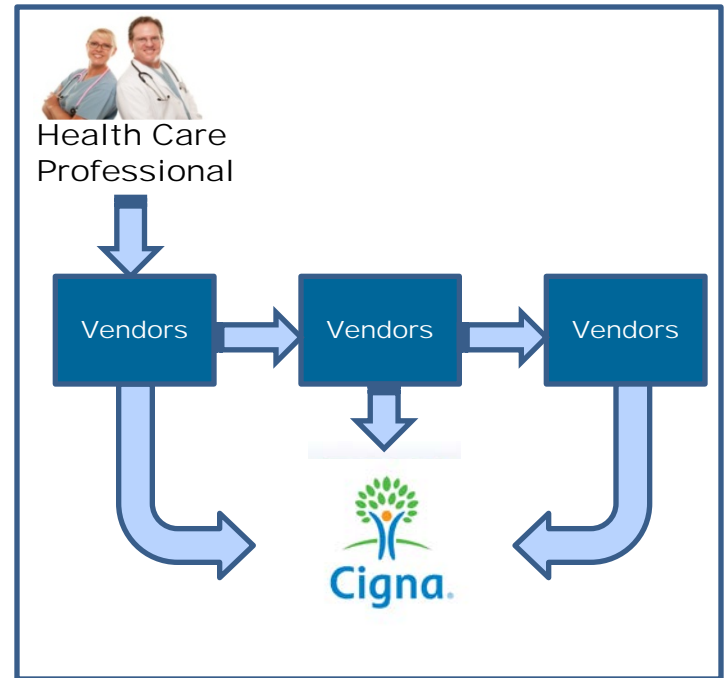 Health Care
Professional
Vendors
Vendors
Vendors
Cigna.